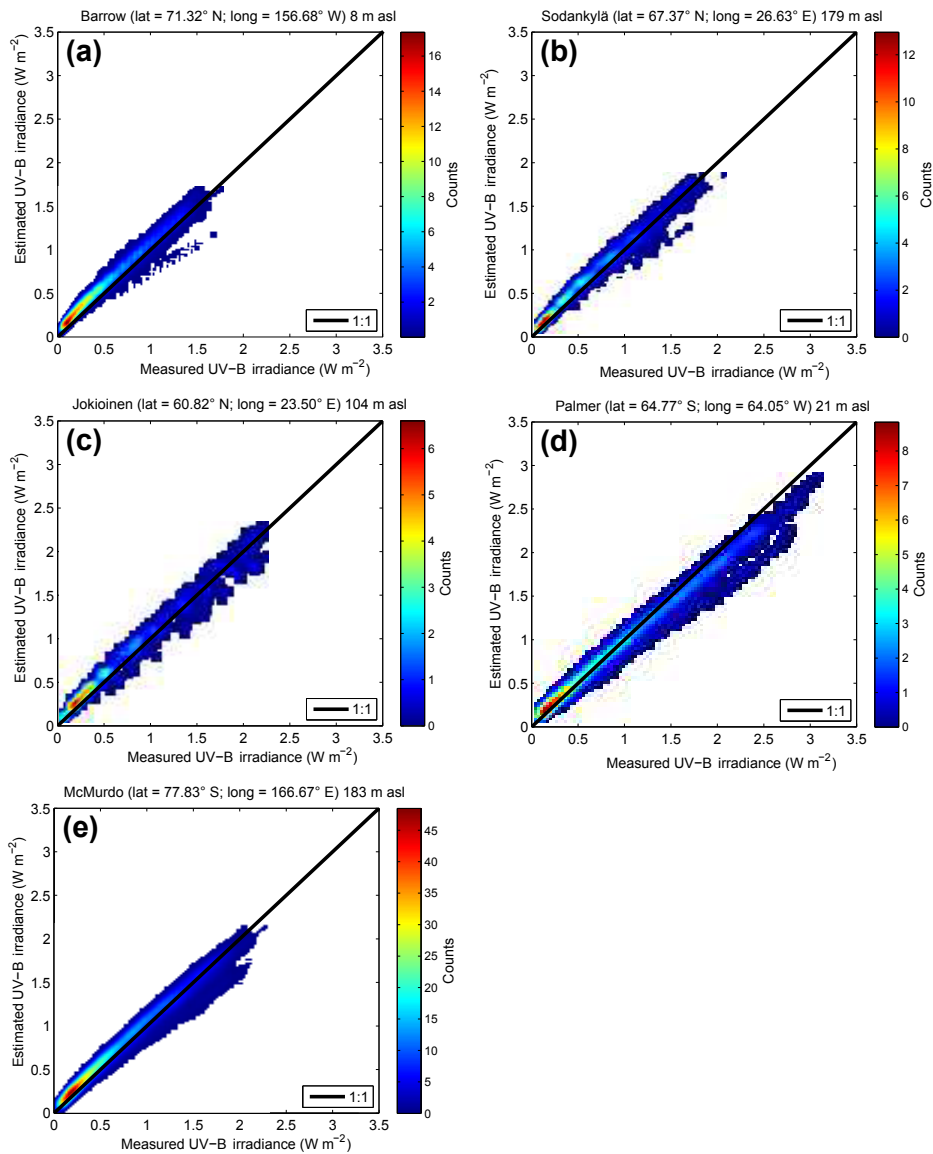 Barrow (lat = 71.32° N; long = 156.68° W) 8 m asl
(a)
Estimated UV−B irradiance (W m−2)
3.5
3
2.5
2
1.5
1
0.5
0
0 0.5 1 1.5 2 2.5 3 3.5
Measured UV−B irradiance (W m−2)
1:1
16
14
12
10
8
6
4
2
Counts
Sodankylä (lat = 67.37° N; long = 26.63° E) 179 m asl
(b)
Estimated UV−B irradiance (W m−2)
3.5
3
2.5
2
1.5
1
0.5
0
0 0.5 1 1.5 2 2.5 3 3.5
Measured UV−B irradiance (W m−2)
1:1
12
10
8
6
4
2
0
Counts
Jokioinen (lat = 60.82° N; long = 23.50° E) 104 m asl
(c)
Estimated UV−B irradiance (W m−2)
3.5
3
2.5
2
1.5
1
0.5
0
0 0.5 1 1.5 2 2.5 3 3.5
Measured UV−B irradiance (W m−2)
1:1
6
5
4
3
2
1
0
Counts
Palmer (lat = 64.77° S; long = 64.05° W) 21 m asl
(d)
Estimated UV−B irradiance (W m−2)
3.5
3
2.5
2
1.5
1
0.5
0
0 0.5 1 1.5 2 2.5 3 3.5
Measured UV−B irradiance (W m−2)
1:1
8
7
6
5
4
3
2
1
0
Counts
McMurdo (lat = 77.83° S; long = 166.67° E) 183 m asl
(e)
Estimated UV−B irradiance (W m−2)
3.5
3
2.5
2
1.5
1
0.5
0
0 0.5 1 1.5 2 2.5 3 3.5
Measured UV−B irradiance (W m−2)
1:1
45
40
35
30
25
20
15
10
5
0
Counts